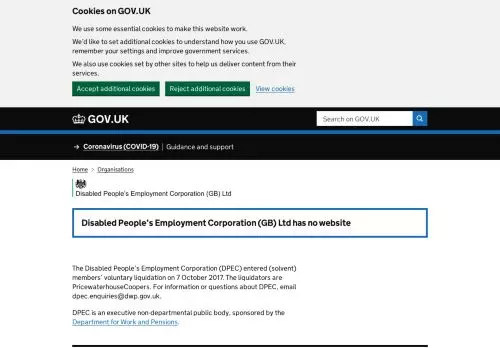 Cookies on GOV.UK
We use some essential cookies to make this website work.
We'd like to set additional cookies to understand how you use GOV.UK,
remember your settings and improve government services.
We also use cookies set by other sites to help us deliver content from their
services.
Accept additional cookies Reject additional cookies View cookies
GOV.UK Search on GOV.UK
→ Coronavirus (COVID-19) | Guidance and support
Home > Organisations
Disabled People's Employment Corporation (GB) Ltd
Disabled People's Employment Corporation (GB) Ltd has no website
The Disabled People's Employment Corporation (DPEC) entered (solvent)
members' voluntary liquidation on 7 October 2017. The liquidators are
PricewaterhouseCoopers. For information or questions about DPEC, email
dpec.enquiries@dwp.gov.uk.
DPEC is an executive non-departmental public body, sponsored by the
Department for Work and Pensions.